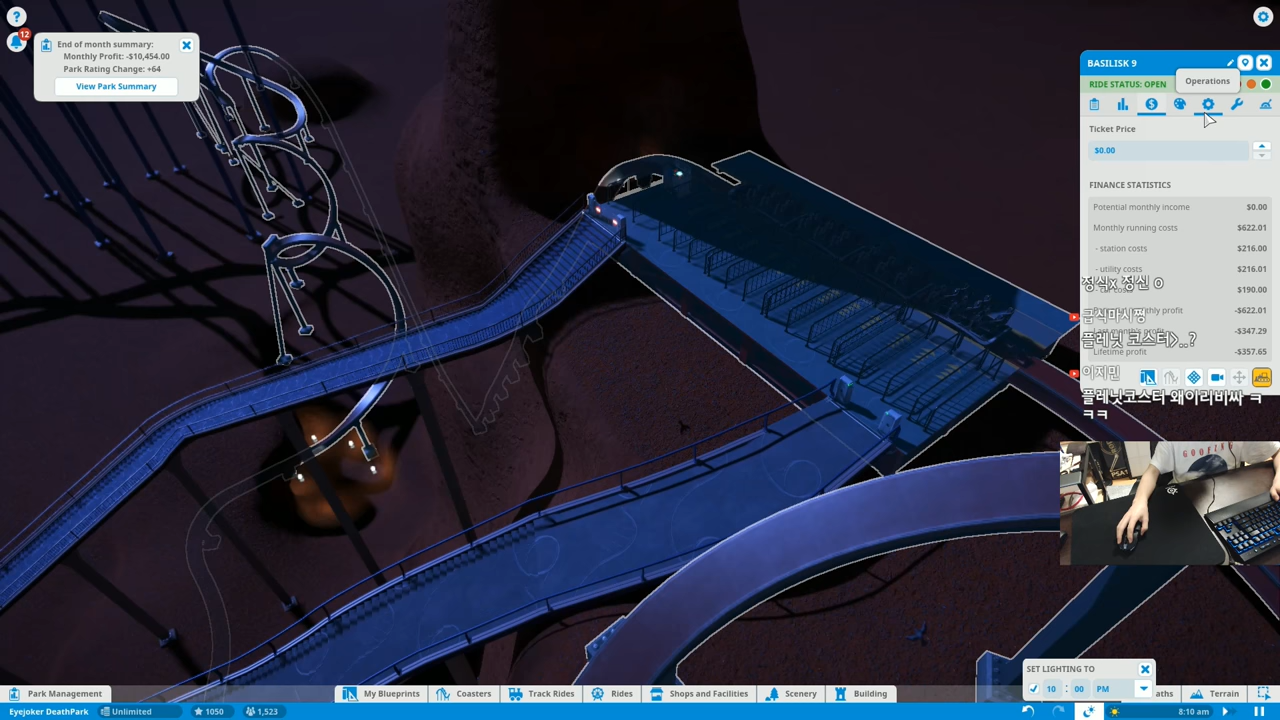 ?
12
End of month summary:
Monthly Profit: -$10,454.00
Park Rating Change: +64
View Park Summary
BASILISK 9
RIDE STATUS: OPEN
Operations
Ticket Price
$0.00
FINANCE STATISTICS
Potential monthly income $0.00
Monthly running costs $622.01
- station costs $216.00
- utility costs $216.01
$190.00
-$622.01
-$347.29
Lifetime profit -$357.65
정식x 정신 o
급식마시쩡
플레닛 코스터>..?
이지민
플레닛코스터 왜이리비싸 ㅋ
ㅋㅋ
SET LIGHTING TO
10 : 00 PM
Park Management
My Blueprints
Coasters
Track Rides
Rides
Shops and Facilities
Scenery
Building
aths
Terrain
Eyejoker DeathPark
Unlimited
1050
1,523
8:10 am